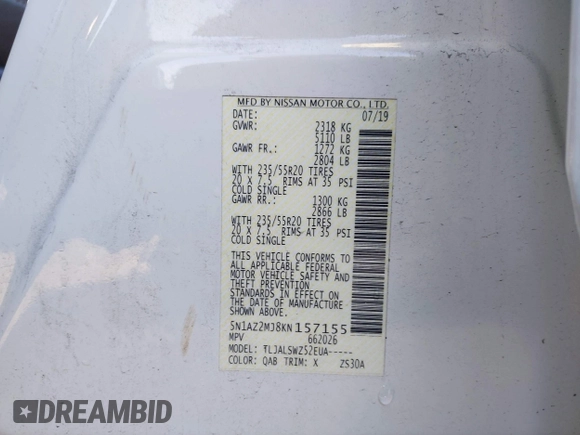 MFD BY NISSAN MOTOR CO., LTD.
DATE: 07/19
GVWR: 2318 KG
5110 LB
GAWR FR.: 1272 KG
2804 LB
WITH 235/55R20 TIRES
20 X 7.5 RIMS AT 35 PSI
COLD SINGLE
GAWR RR.: 1300 KG
2866 LB
WITH 235/55R20 TIRES
20 X 7.5 RIMS AT 35 PSI
COLD SINGLE
THIS VEHICLE CONFORMS TO
ALL APPLICABLE FEDERAL
MOTOR VEHICLE SAFETY AND
THEFT PREVENTION
STANDARDS IN EFFECT ON
THE DATE OF MANUFACTURE
SHOWN ABOVE.
5N1AZ2MJ8KN157155
MPV 662026
MODEL: TLJALSWZ52EUA-----
COLOR: QAB TRIM: X ZS30A
DREAMBID